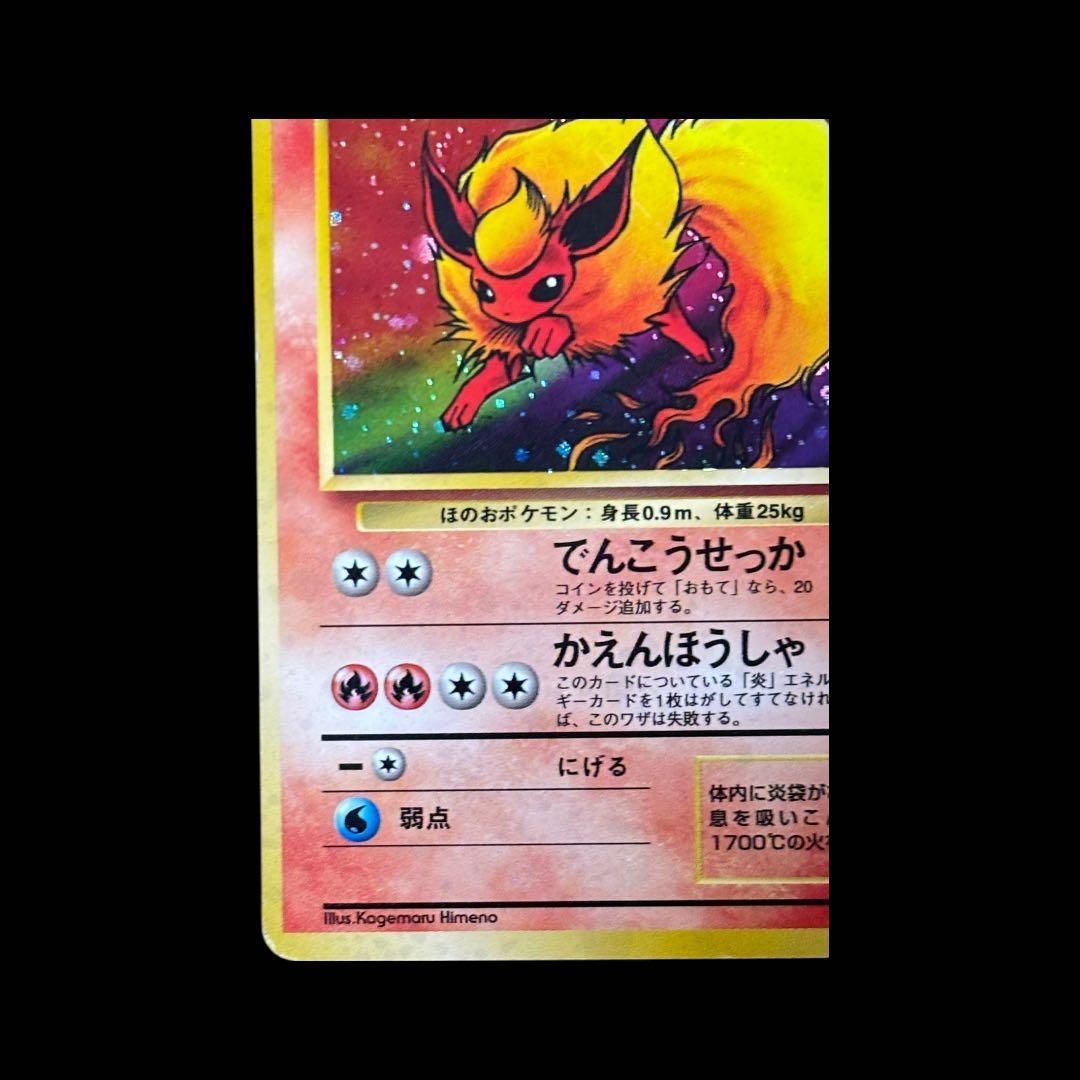 ほのおポケモン：身長0.9m、体重25kg
でんこうせっか
コインを投げて「おもて」なら、20
ダメージ追加する。
かえんほうしゃ
このカードについている「炎」エネル
ギーカードを1枚はがしてすてなけれ
ば、このワザは失敗する。
にげる
弱点
体内に炎袋が
息を吸いこ
1700℃の火
Illus.Kagemaru Himeno